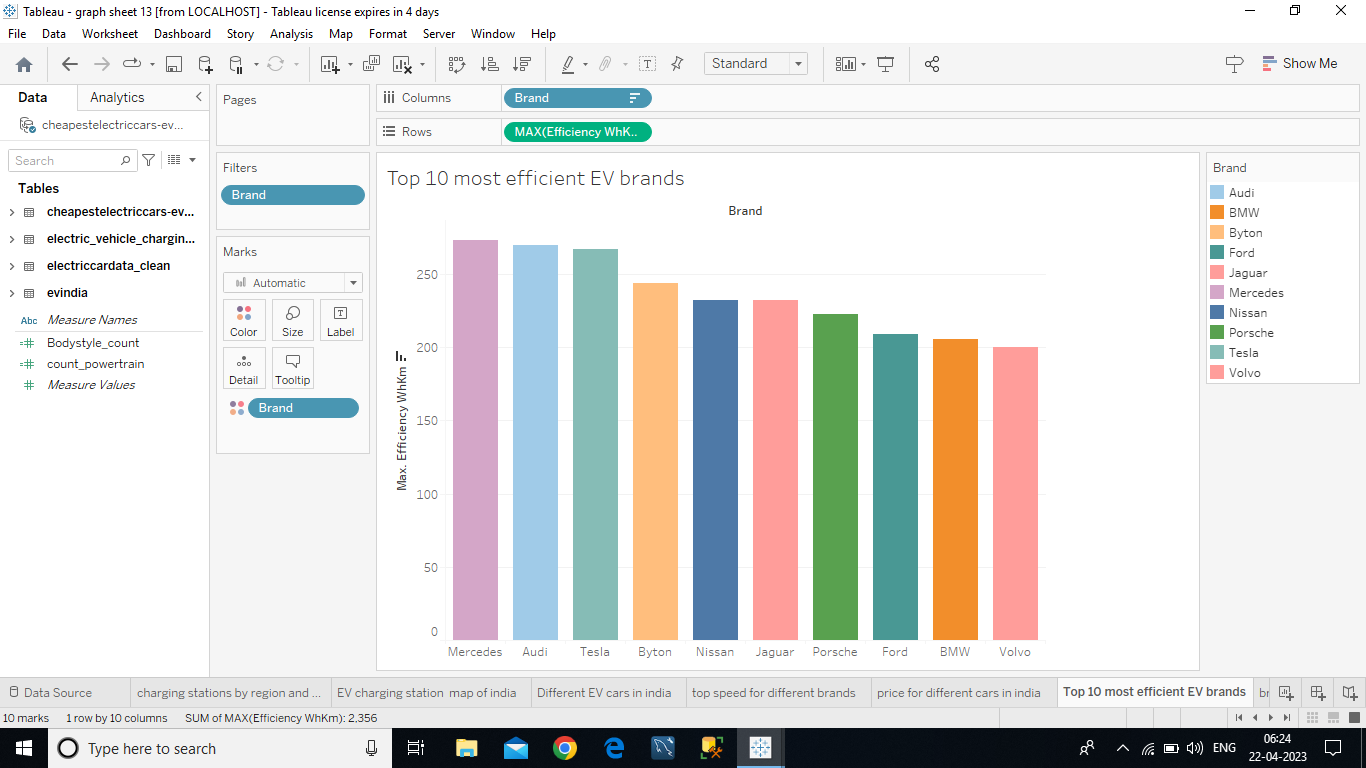 Tableau - graph sheet 13 [from LOCALHOST] - Tableau license expires in 4 days
File Data Worksheet Dashboard Story Analysis Map Format Server Window Help
Standard
Show Me
Data Analytics
cheapestelectriccars-ev...
Search
Tables
cheapestelectriccars-ev...
electric_vehicle_chargin...
electriccardata_clean
evindia
Abc Measure Names
Bodystyle_count
count_powertrain
Measure Values
Pages
Filters
Brand
Marks
Automatic
Color Size Label
Detail Tooltip
Brand
Columns Brand
Rows MAX(Efficiency WhK..
Top 10 most efficient EV brands
Brand
Max. Efficiency WhKm
250
200
150
100
50
0
Mercedes Audi Tesla Byton Nissan Jaguar Porsche Ford BMW Volvo
Brand
Audi
BMW
Byton
Ford
Jaguar
Mercedes
Nissan
Porsche
Tesla
Volvo
Data Source charging stations by region and ... EV charging station map of india Different EV cars in india top speed for different brands price for different cars in india Top 10 most efficient EV brands br
10 marks 1 row by 10 columns SUM of MAX(Efficiency WhKm): 2,356
Type here to search
ENG
06:24
22-04-2023